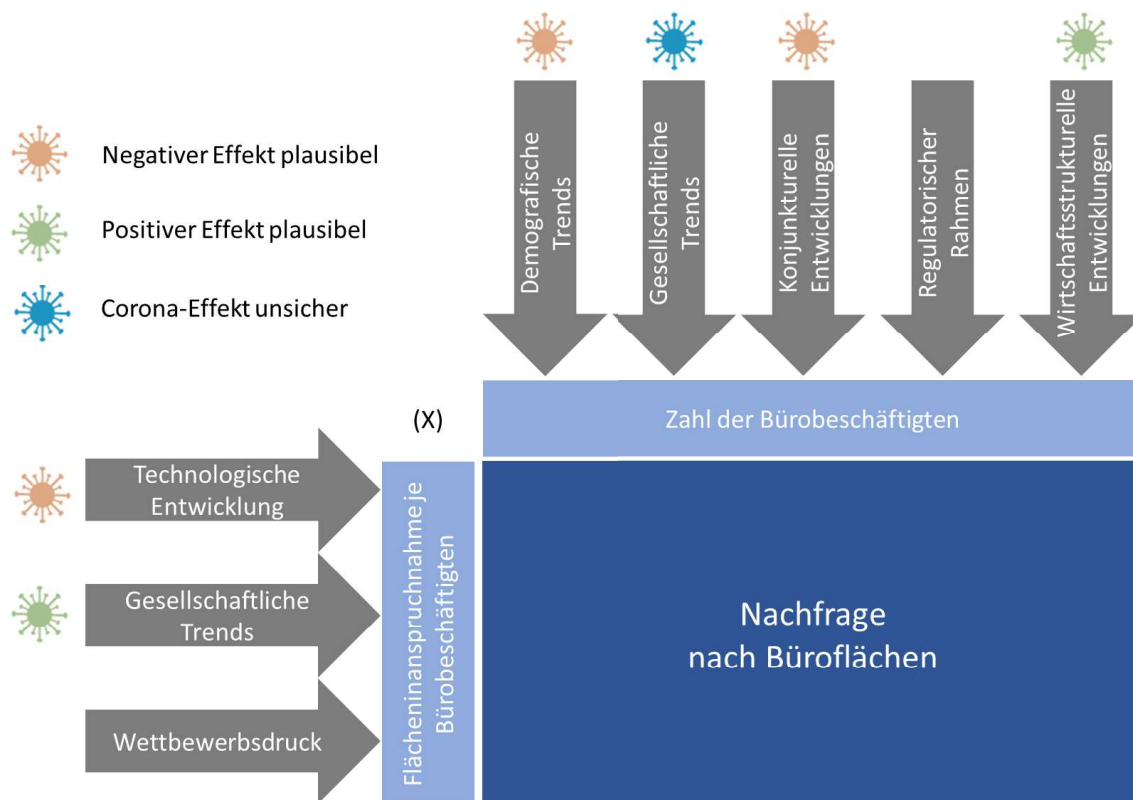 Negativer Effekt plausibel
Positiver Effekt plausibel
Corona-Effekt unsicher
Demografische
Trends
Gesellschaftliche
Trends
Konjunkturelle
Entwicklungen
Regulatorischer
Rahmen
Wirtschaftsstrukturelle
Entwicklungen
(X)
Zahl der Bürobeschäftigten
Technologische
Entwicklung
Gesellschaftliche
Trends
Wettbewerbsdruck
Flächeninanspruchnahme je
Bürobeschäftigten
Nachfrage
nach Büroflächen